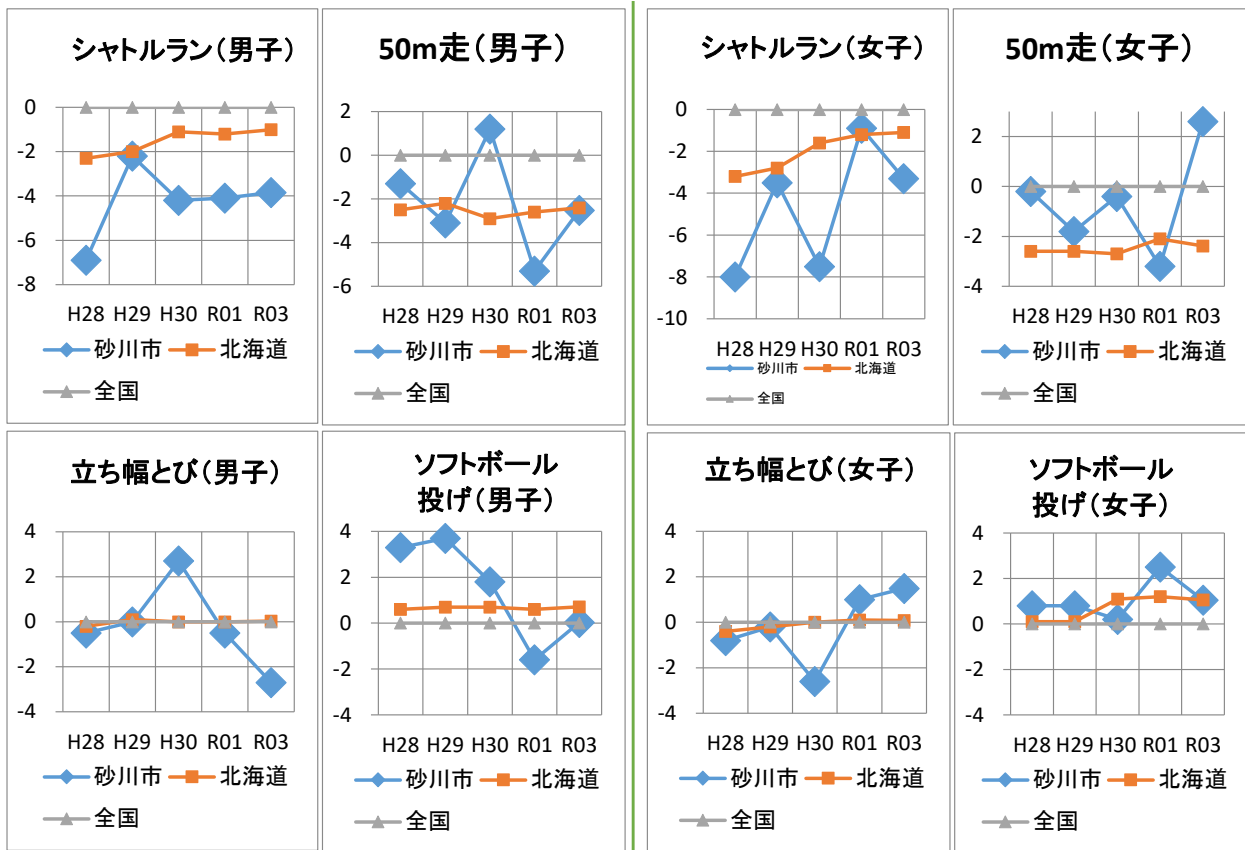 シャトルラン(男子)
0
-2
-4
-6
-8
H28 H29 H30 R01 R03
砂川市 北海道
全国
50m走(男子)
2
0
-2
-4
-6
H28 H29 H30 R01 R03
砂川市 北海道
全国
シャトルラン(女子)
0
-2
-4
-6
-8
-10
H28 H29 H30 R01 R03
砂川市 北海道
全国
50m走(女子)
2
0
-2
-4
H28 H29 H30 R01 R03
砂川市 北海道
全国
立ち幅とび(男子)
4
2
0
-2
-4
H28 H29 H30 R01 R03
砂川市 北海道
全国
ソフトボール
投げ(男子)
4
2
0
-2
-4
H28 H29 H30 R01 R03
砂川市 北海道
全国
立ち幅とび(女子)
4
2
0
-2
-4
H28 H29 H30 R01 R03
砂川市 北海道
全国
ソフトボール
投げ(女子)
4
2
0
-2
-4
H28 H29 H30 R01 R03
砂川市 北海道
全国